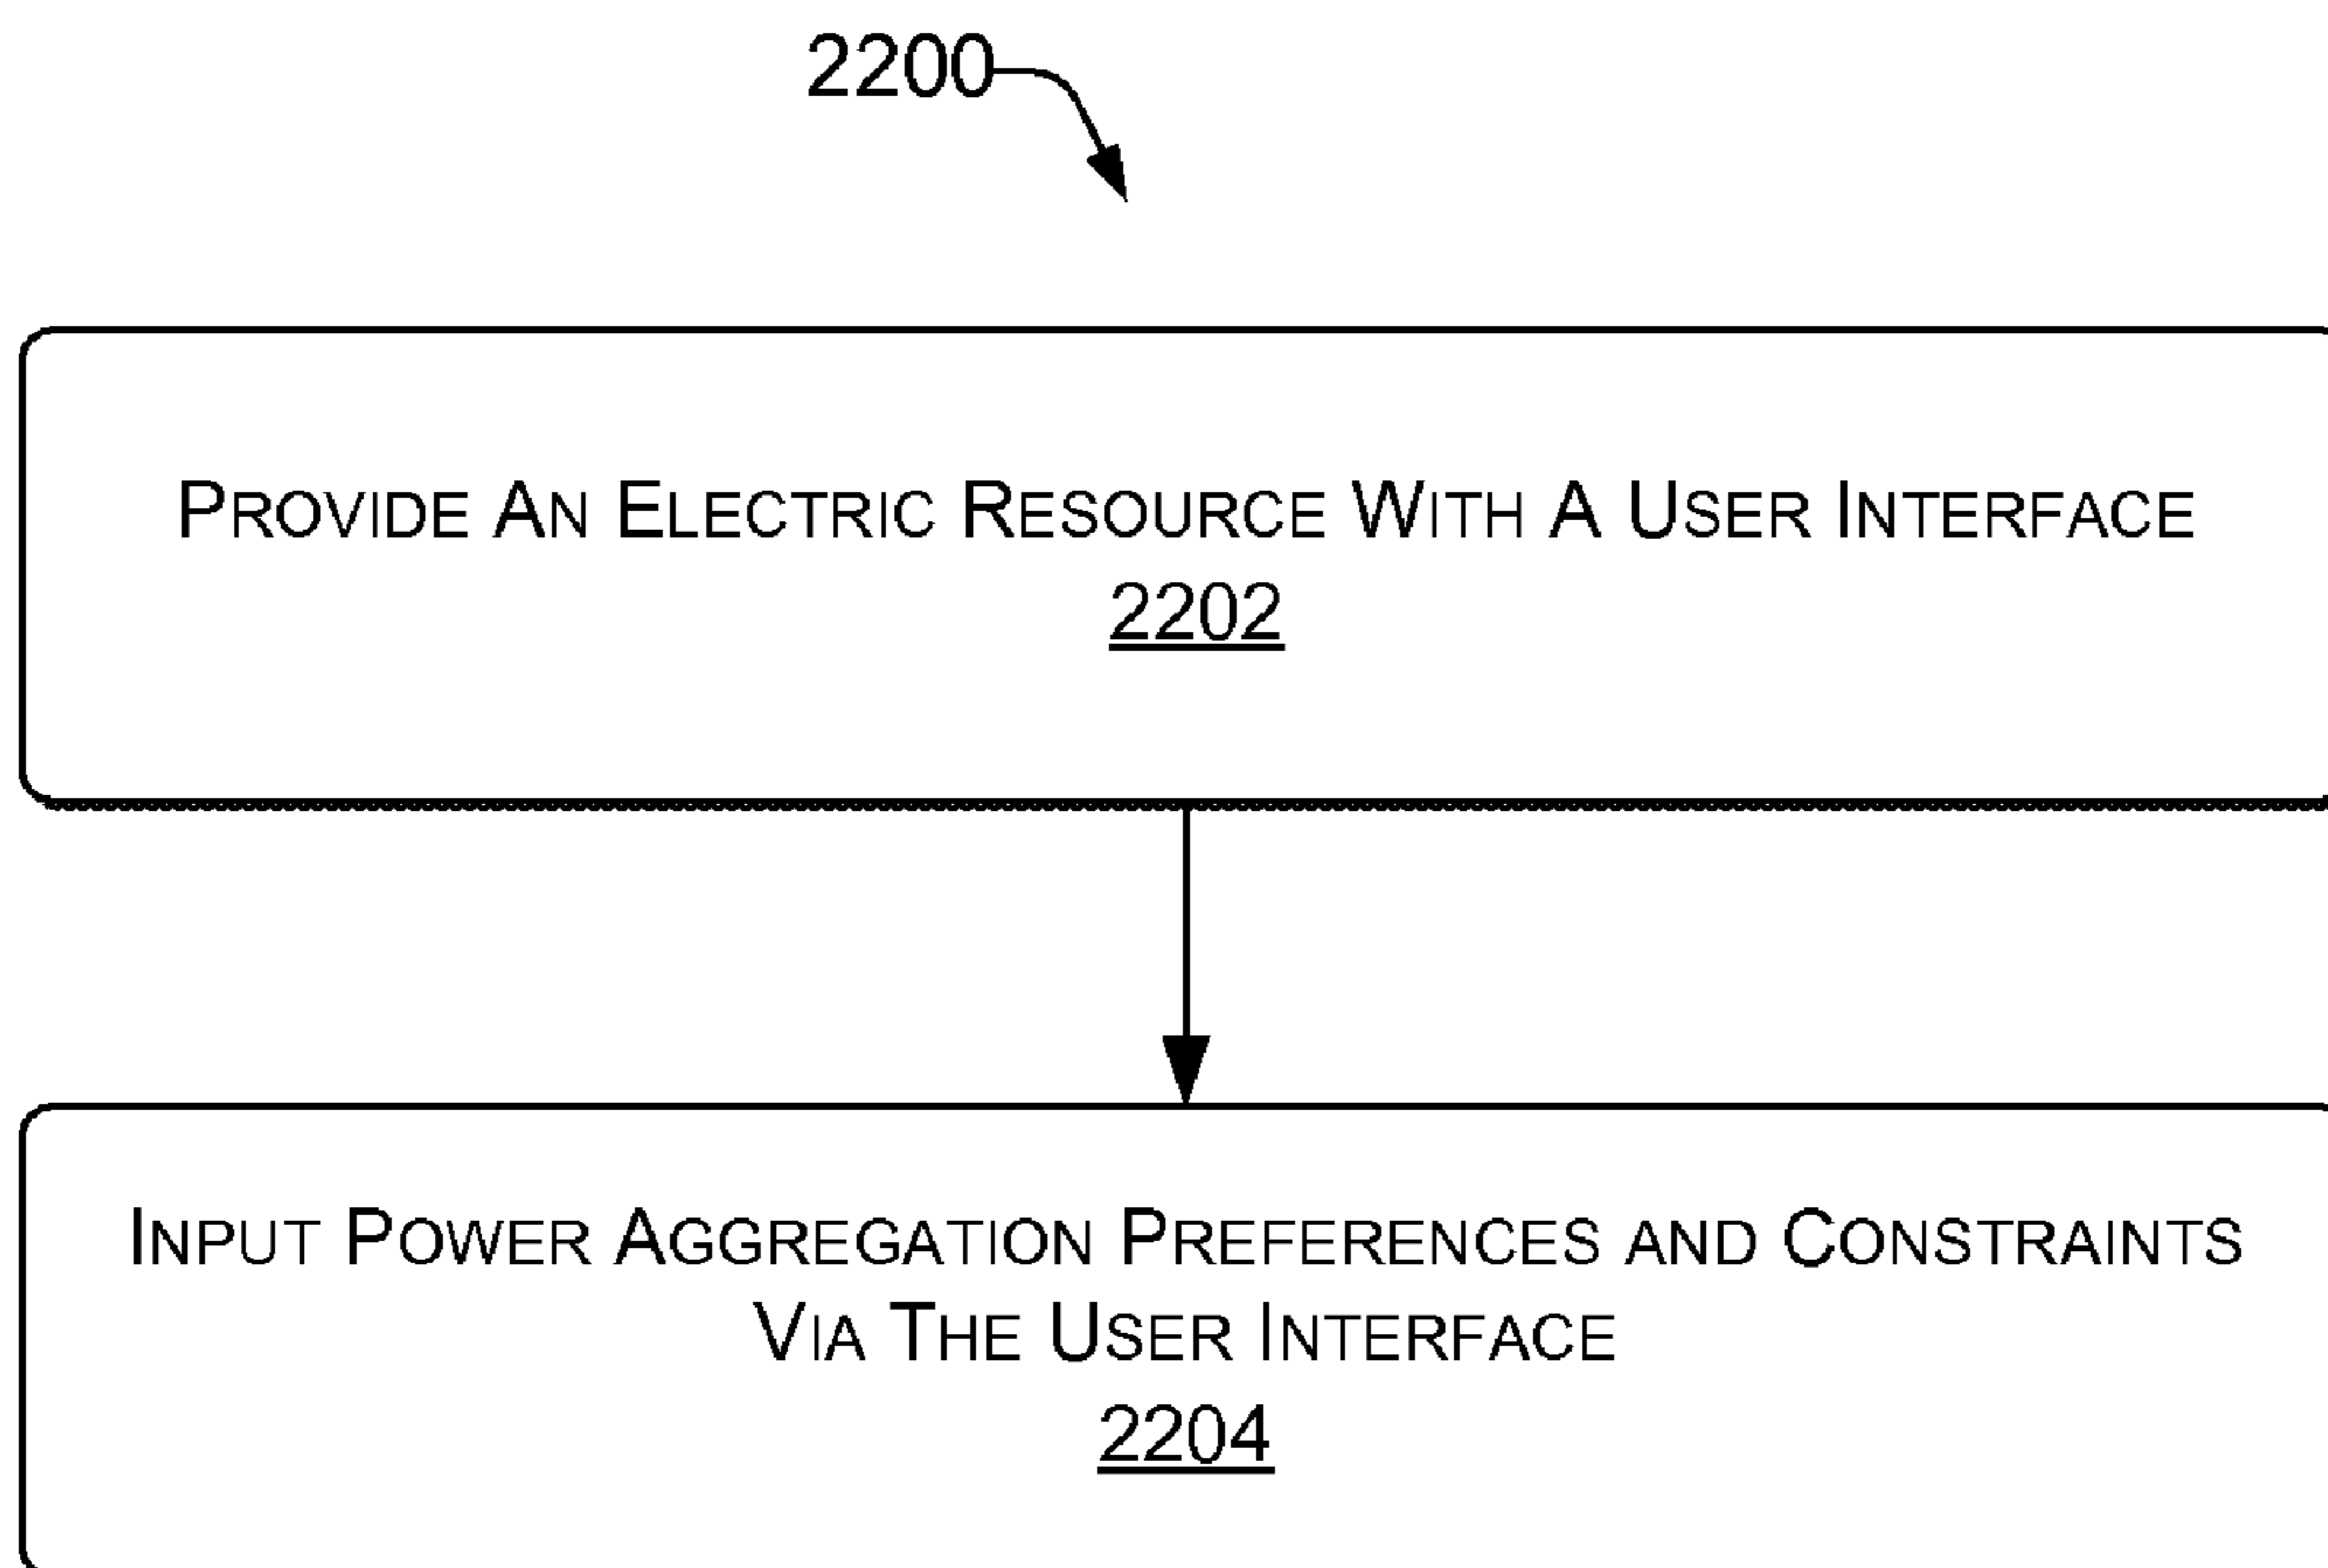 2200
PROVIDE AN ELECTRIC RESOURCE WITH A USER INTERFACE
2202
INPUT POWER AGGREGATION PREFERENCES AND CONSTRAINTS
VIA THE USER INTERFACE
2204